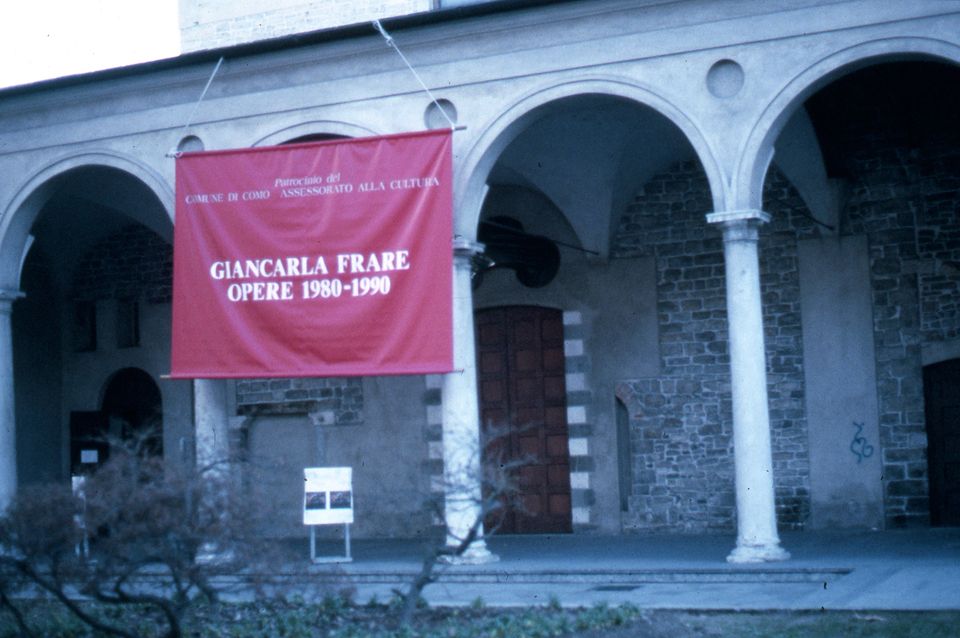 Patrocinio del
COMUNE DI COMO ASSESSORATO ALLA CULTURA
GIANCARLA FRARE
OPERE 1980-1990